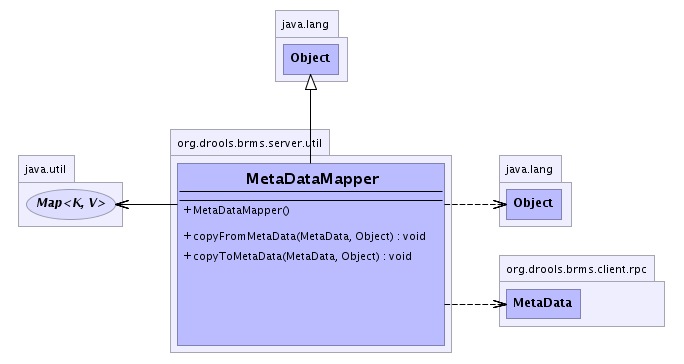 java.lang
Object
org.drools.brms.server.util
java.util
Map<K, V>
MetaDataMapper
+ MetaDataMapper()
+ copyFromMetaData(MetaData, Object) : void
+ copyToMetaData(MetaData, Object) : void
java.lang
Object
org.drools.brms.client.rpc
MetaData